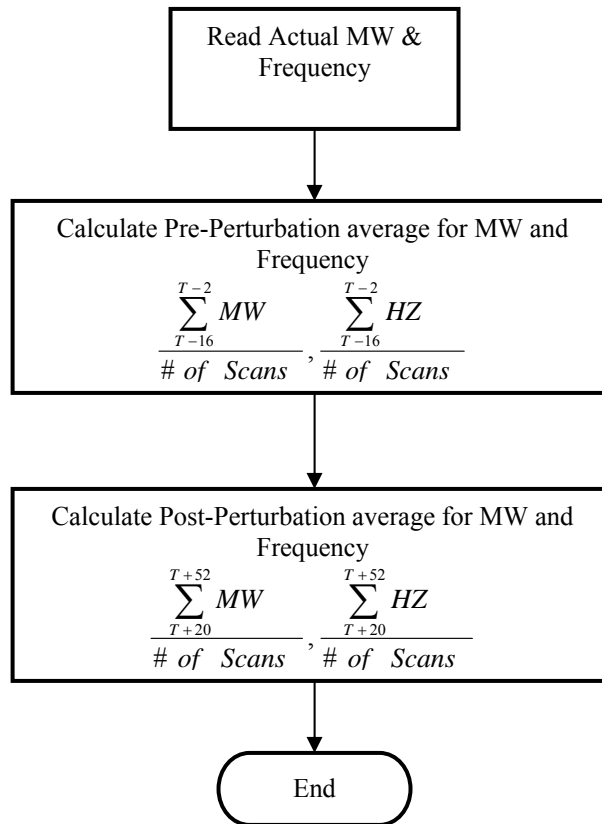 Read Actual MW &
Frequency
Calculate Pre-Perturbation average for MW and
Frequency
T−2 T−2
∑ MW ∑ HZ
T−16 T−16
# of Scans , # of Scans
Calculate Post-Perturbation average for MW and
Frequency
T+52 T+52
∑ MW ∑ HZ
T+20 T+20
# of Scans , # of Scans
End